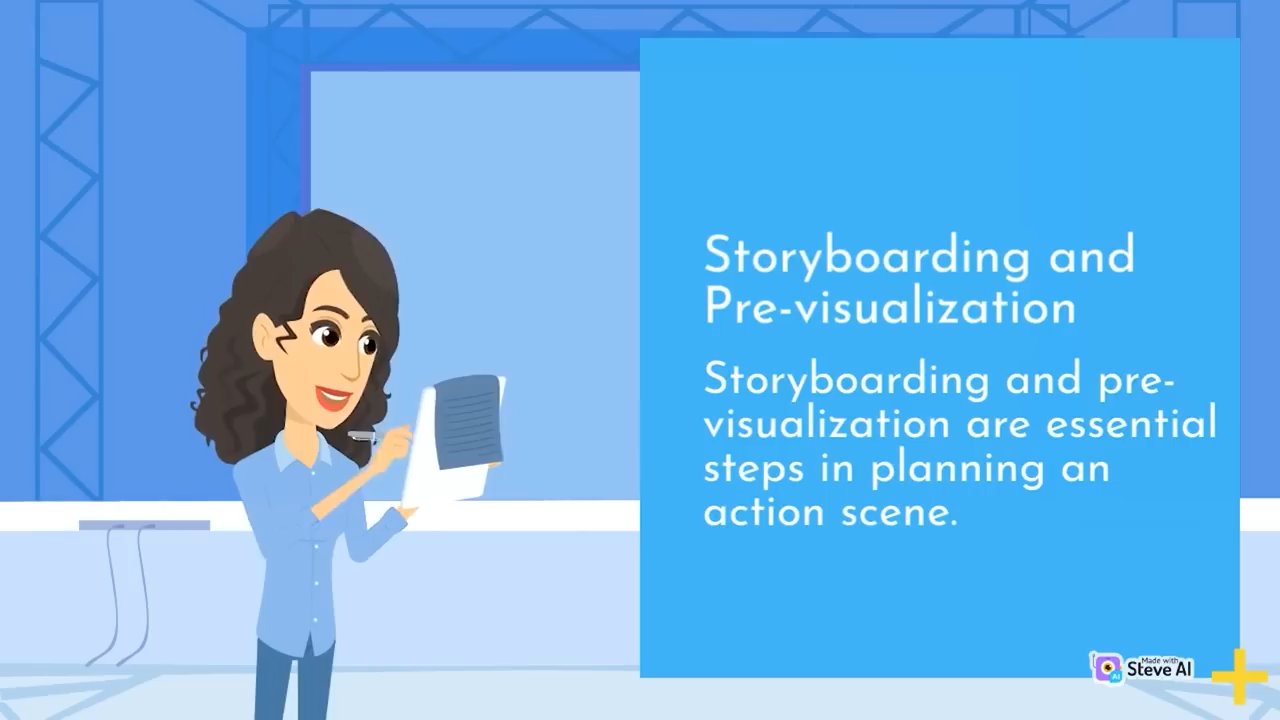 Storyboarding and
Pre-visualization
Storyboarding and pre-
visualization are essential
steps in planning an
action scene.
Made with
Steve AI
AI